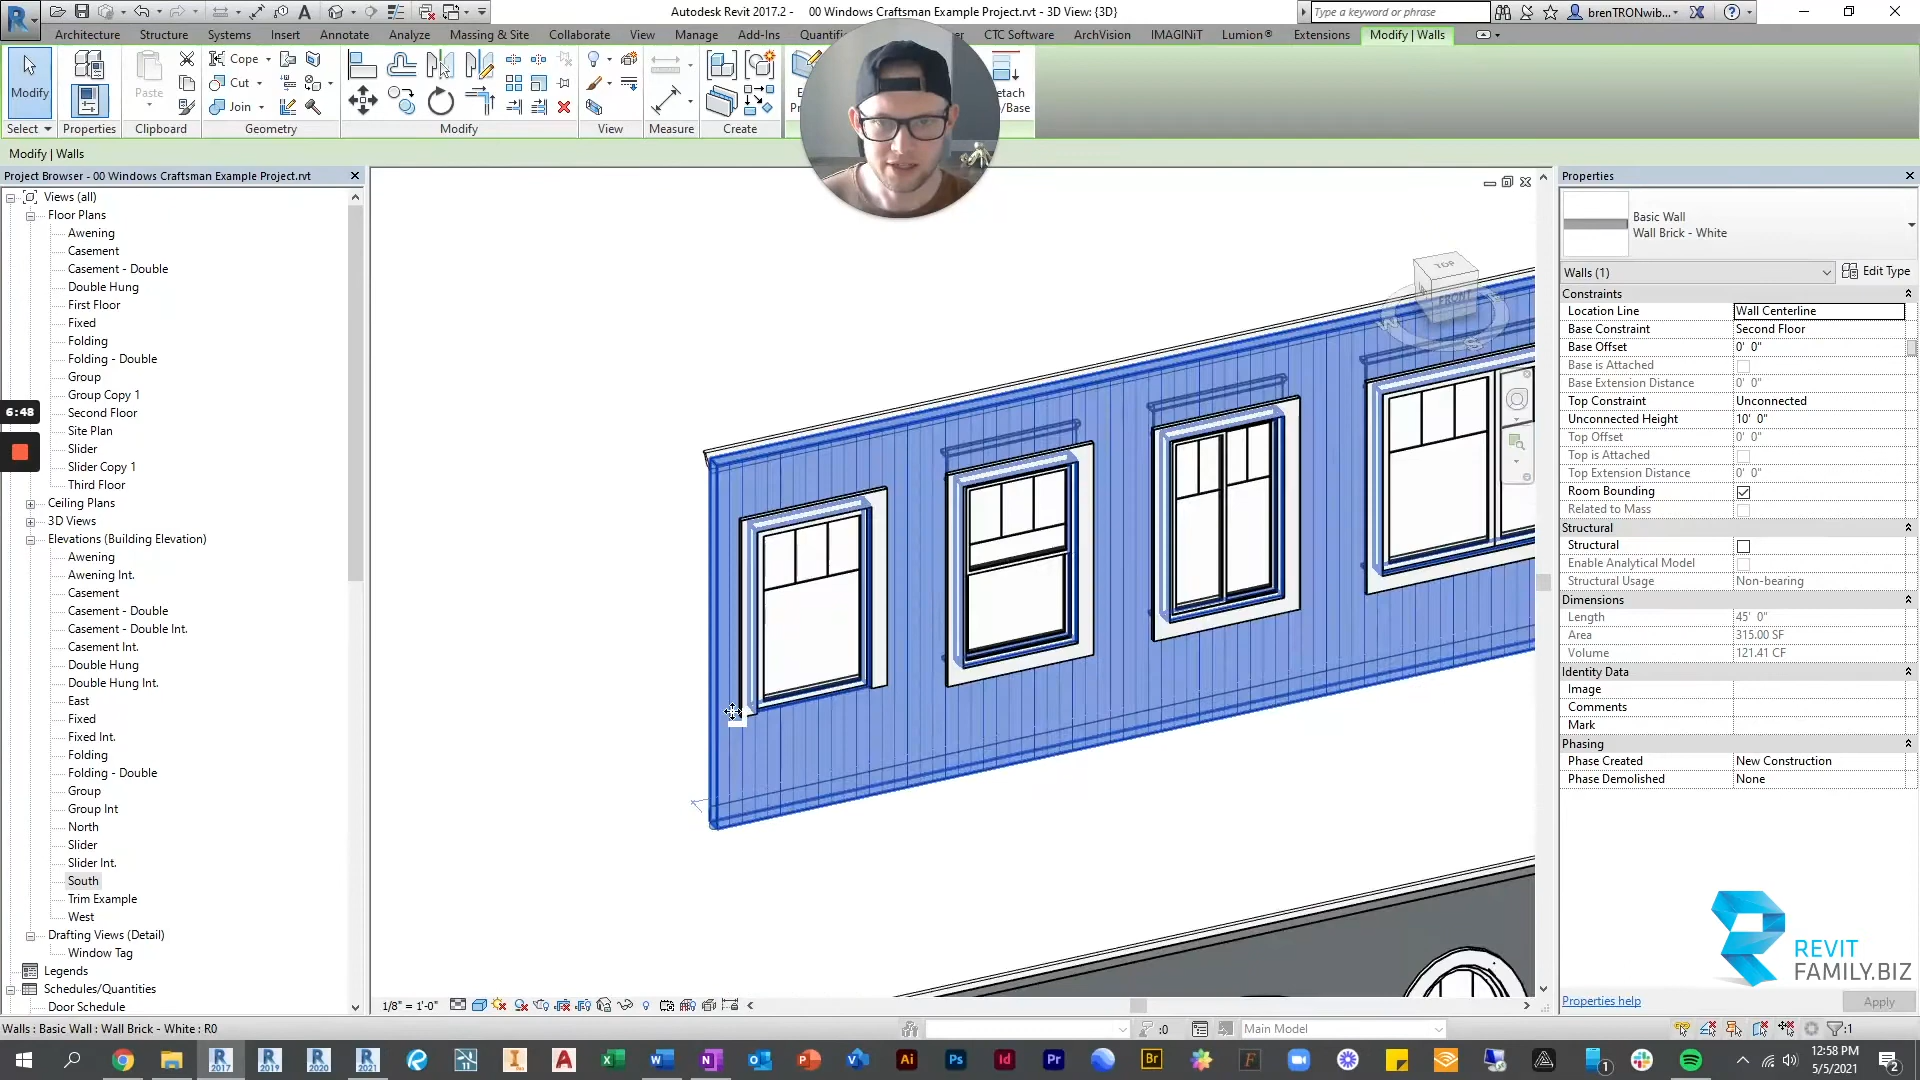 Autodesk Revit 2017.2 - 00 Windows Craftsman Example Project.rvt - 3D View: {3D}
Type a keyword or phrase
brenTRONwib...
Architecture Structure Systems Insert Annotate Analyze Massing & Site Collaborate View Manage Add-Ins CTC Software ArchVision IMAGINiT Lumion® Extensions Modify | Walls
Modify
Paste
Cope
Cut
Join
Select Properties Clipboard Geometry Modify View Measure Create
Modify | Walls
Project Browser - 00 Windows Craftsman Example Project.rvt
Views (all)
Floor Plans
Awening
Casement
Casement - Double
Double Hung
First Floor
Fixed
Folding
Folding - Double
Group
Group Copy 1
Second Floor
Site Plan
Slider
Slider Copy 1
Third Floor
Ceiling Plans
3D Views
Elevations (Building Elevation)
Awening
Awening Int.
Casement
Casement - Double
Casement - Double Int.
Casement Int.
Double Hung
Double Hung Int.
East
Fixed
Fixed Int.
Folding
Folding - Double
Group
Group Int
North
Slider
Slider Int.
South
Trim Example
West
Drafting Views (Detail)
Window Tag
Legends
Schedules/Quantities
Door Schedule
6:48
TOP
FRONT
1/8" = 1'-0"
Properties
Basic Wall
Wall Brick - White
Walls (1)
Edit Type
Constraints
Location Line Wall Centerline
Base Constraint Second Floor
Base Offset 0' 0"
Base is Attached
Base Extension Distance 0' 0"
Top Constraint Unconnected
Unconnected Height 10' 0"
Top Offset 0' 0"
Top is Attached
Top Extension Distance 0' 0"
Room Bounding
Related to Mass
Structural
Structural
Enable Analytical Model
Structural Usage Non-bearing
Dimensions
Length 45' 0"
Area 315.00 SF
Volume 121.41 CF
Identity Data
Image
Comments
Mark
Phasing
Phase Created New Construction
Phase Demolished None
REVIT
FAMILY.BIZ
Properties help
Apply
Walls : Basic Wall : Wall Brick - White : R0
:0
Main Model
:1
12:58 PM
5/5/2021